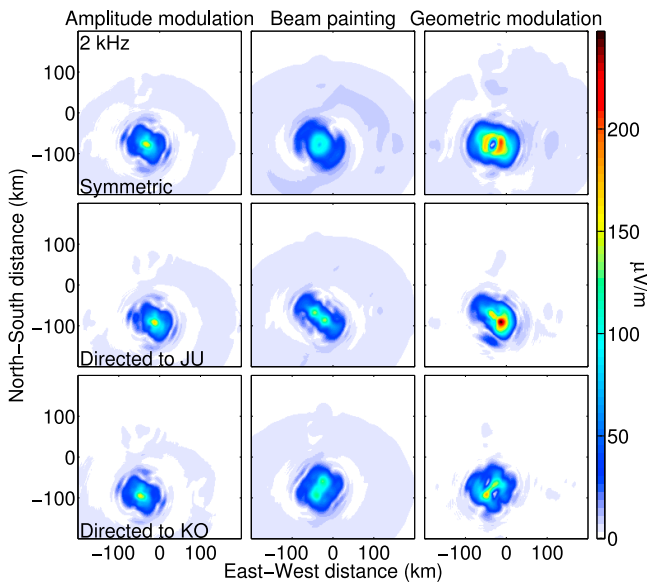 Amplitude modulation Beam painting Geometric modulation
2 kHz
100
0
−100
Symmetric
100
0
−100
Directed to JU
100
0
−100
Directed to KO
−100 0 100 −100 0 100 −100 0 100
East−West distance (km)
North−South distance (km)
200
150
100
50
0
μV/m